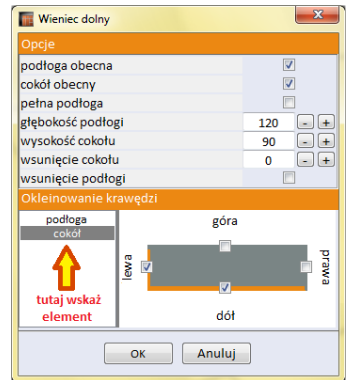 Wieniec dolny
Opcje
podłoga obecna
cokół obecny
pełna podłoga
głębokość podłogi 120 - +
wysokość cokołu 90 - +
wsunięcie cokołu 0 - +
wsunięcie podłogi
Okleinowanie krawędzi
podłoga
cokół
tutaj wskaż
element
góra
lewa
prawa
dół
OK Anuluj